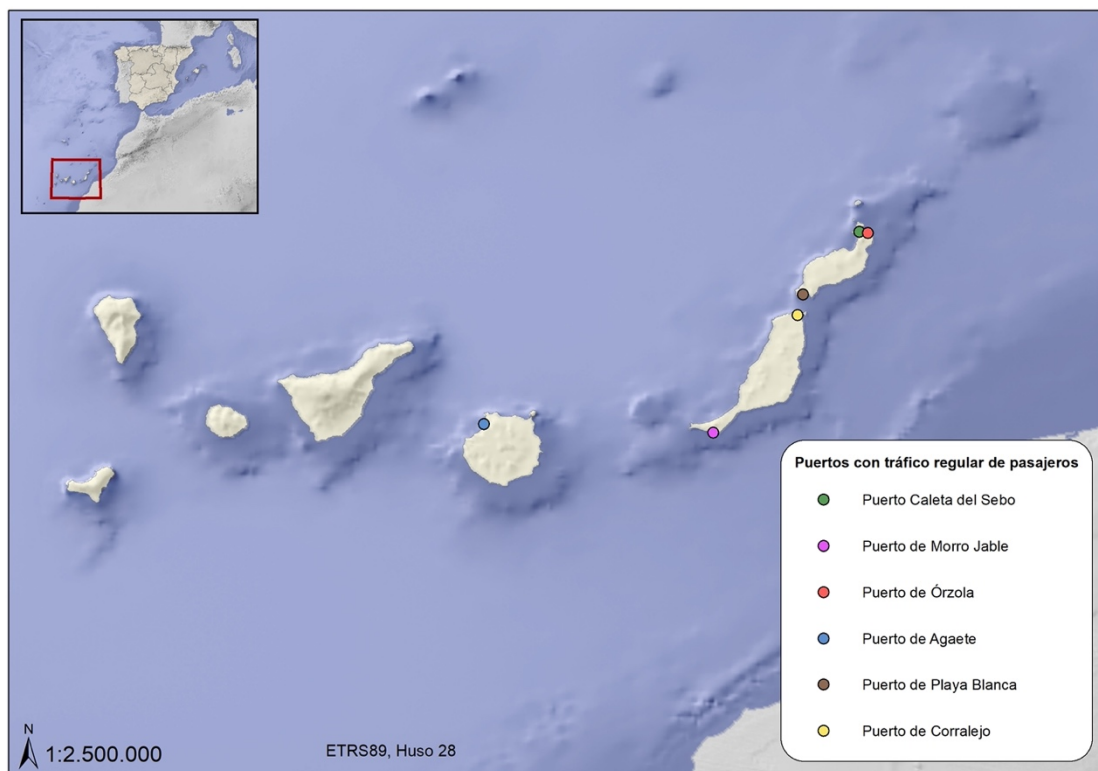 Puertos con tráfico regular de pasajeros
Puerto Caleta del Sebo
Puerto de Morro Jable
Puerto de Órzola
Puerto de Agaete
Puerto de Playa Blanca
Puerto de Corralejo
N
1:2.500.000
ETRS89, Huso 28